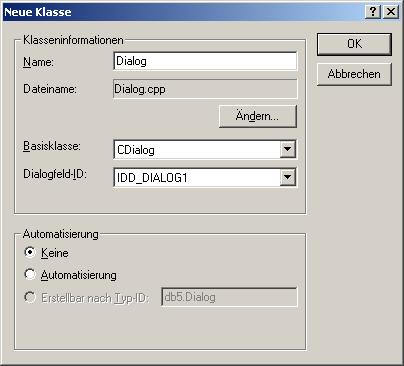 Neue Klasse
Klasseninformationen
Name: Dialog
Dateiname: Dialog.cpp
Ändern...
Basisklasse: CDialog
Dialogfeld-ID: IDD_DIALOG1
OK
Abbrechen
Automatisierung
Keine
Automatisierung
Erstellbar nach Typ-ID: db5.Dialog